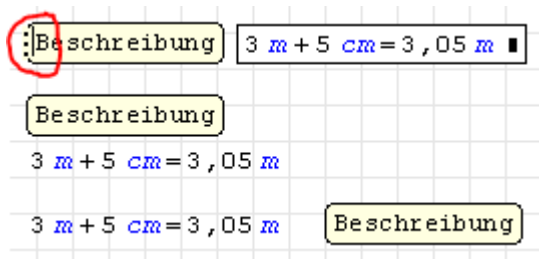 Beschreibung 3 m + 5 cm = 3 , 05 m
Beschreibung
3 m + 5 cm = 3 , 05 m
3 m + 5 cm = 3 , 05 m Beschreibung